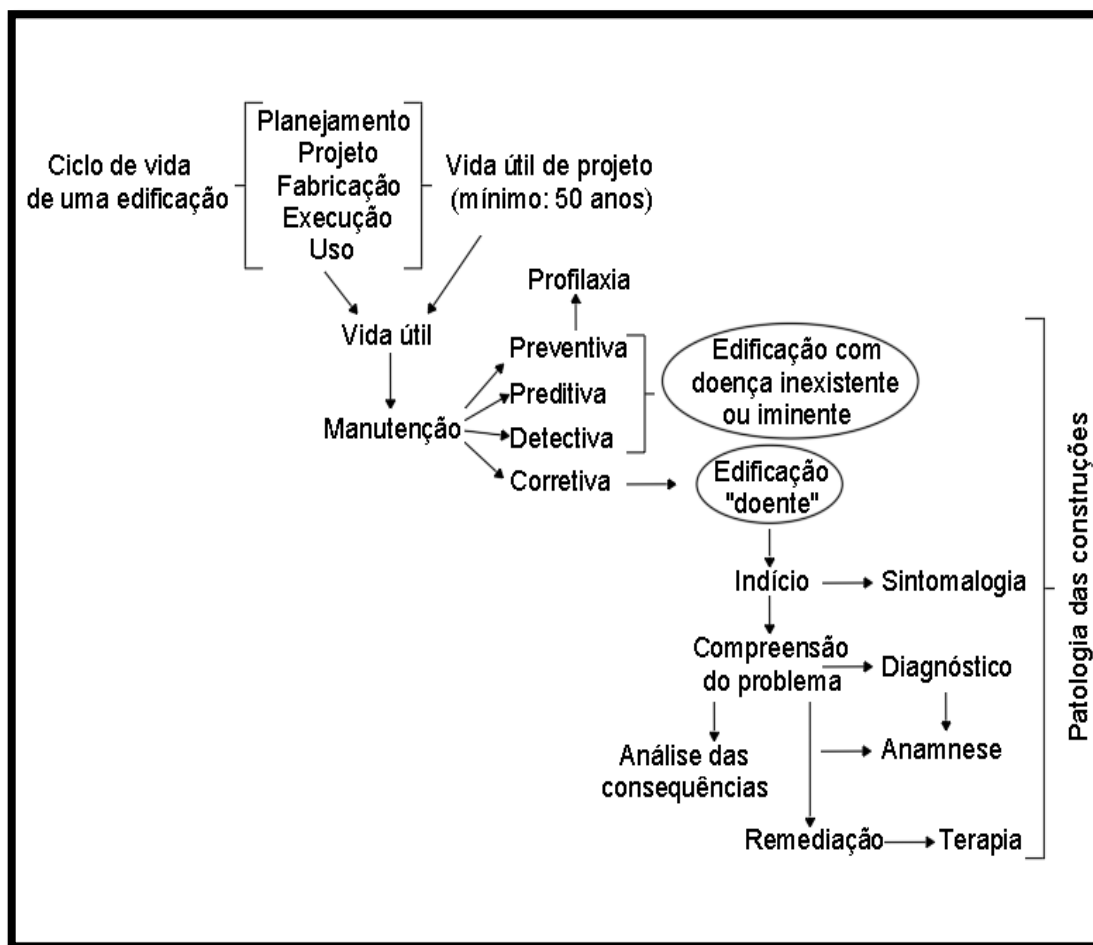 Ciclo de vida
de uma edificação
Planejamento
Projeto
Fabricação
Execução
Uso
Vida útil de projeto
(mínimo: 50 anos)
Vida útil
Manutenção
Profilaxia
Preventiva
Preditiva
Detectiva
Corretiva
Edificação com
doença inexistente
ou iminente
Edificação
"doente"
Indício
Sintomalogia
Compreensão
do problema
Diagnóstico
Análise das
consequências
Anamnese
Remediação
Terapia
Patologia das construções